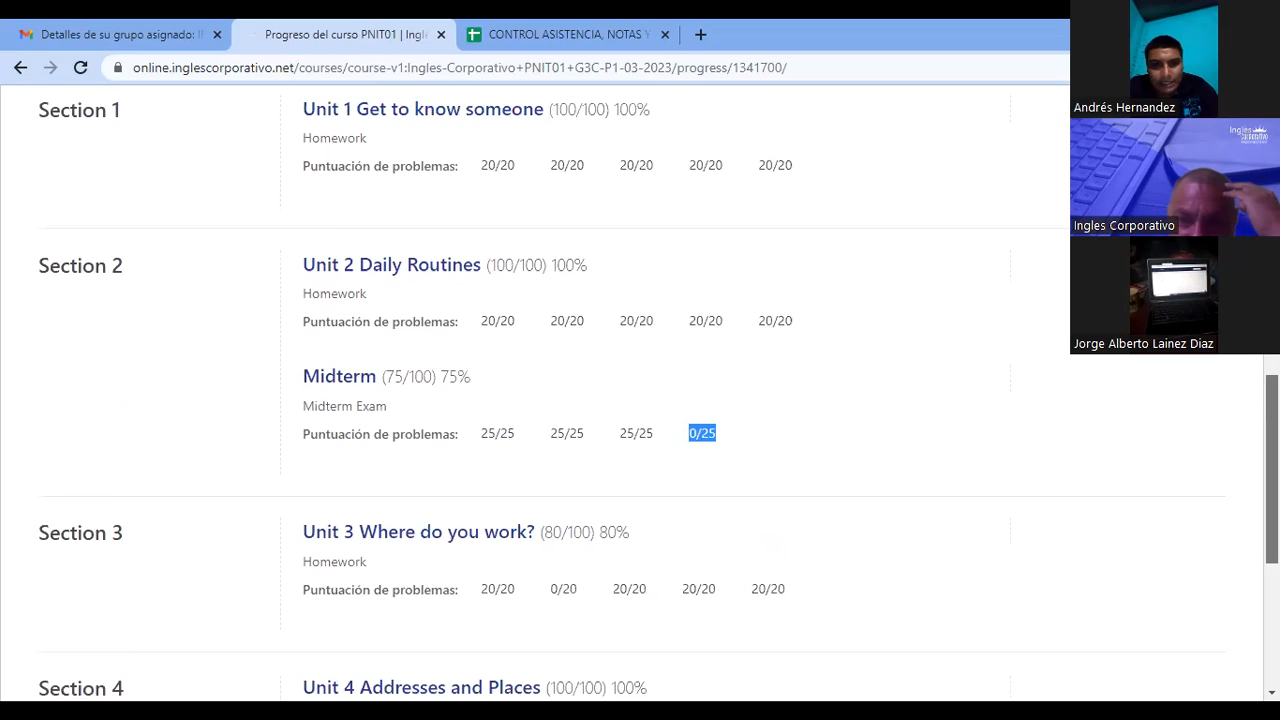 Detalles de su grupo asignado: I
Progreso del curso PNIT01 | Ingl
CONTROL ASISTENCIA, NOTAS Y
online.inglescorporativo.net/courses/course-v1:Ingles-Corporativo+PNIT01+G3C-P1-03-2023/progress/1341700/
Section 1
Unit 1 Get to know someone (100/100) 100%
Homework
Puntuación de problemas: 20/20 20/20 20/20 20/20 20/20
Section 2
Unit 2 Daily Routines (100/100) 100%
Homework
Puntuación de problemas: 20/20 20/20 20/20 20/20 20/20
Midterm (75/100) 75%
Midterm Exam
Puntuación de problemas: 25/25 25/25 25/25 0/25
Section 3
Unit 3 Where do you work? (80/100) 80%
Homework
Puntuación de problemas: 20/20 0/20 20/20 20/20 20/20
Section 4
Unit 4 Addresses and Places (100/100) 100%
Andrés Hernandez
Ingles
Ingles Corporativo
Jorge Alberto Lainez Diaz